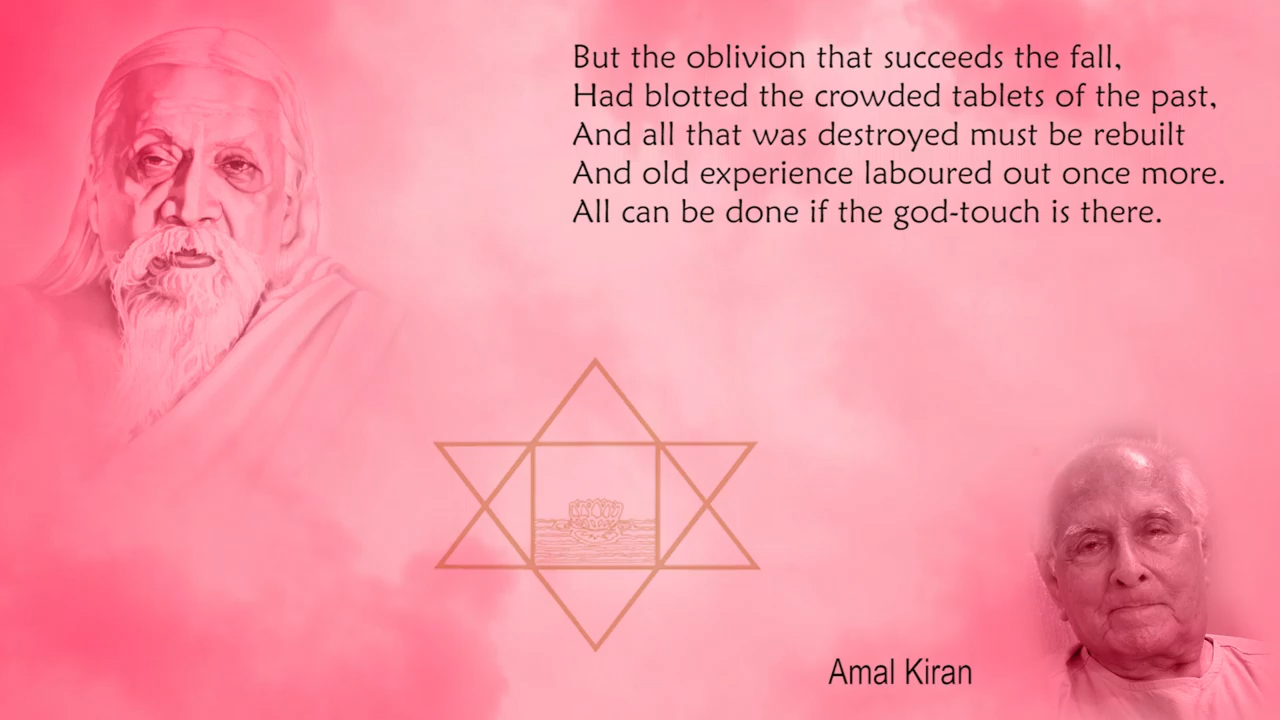 But the oblivion that succeeds the fall,
Had blotted the crowded tablets of the past,
And all that was destroyed must be rebuilt
And old experience laboured out once more.
All can be done if the god-touch is there.
Amal Kiran